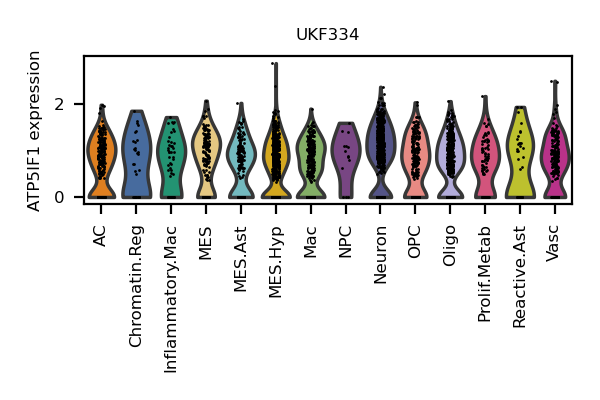 UKF334
ATP5IF1 expression
2
0
AC
Chromatin.Reg
Inflammatory.Mac
MES
MES.Ast
MES.Hyp
Mac
NPC
Neuron
OPC
Oligo
Prolif.Metab
Reactive.Ast
Vasc